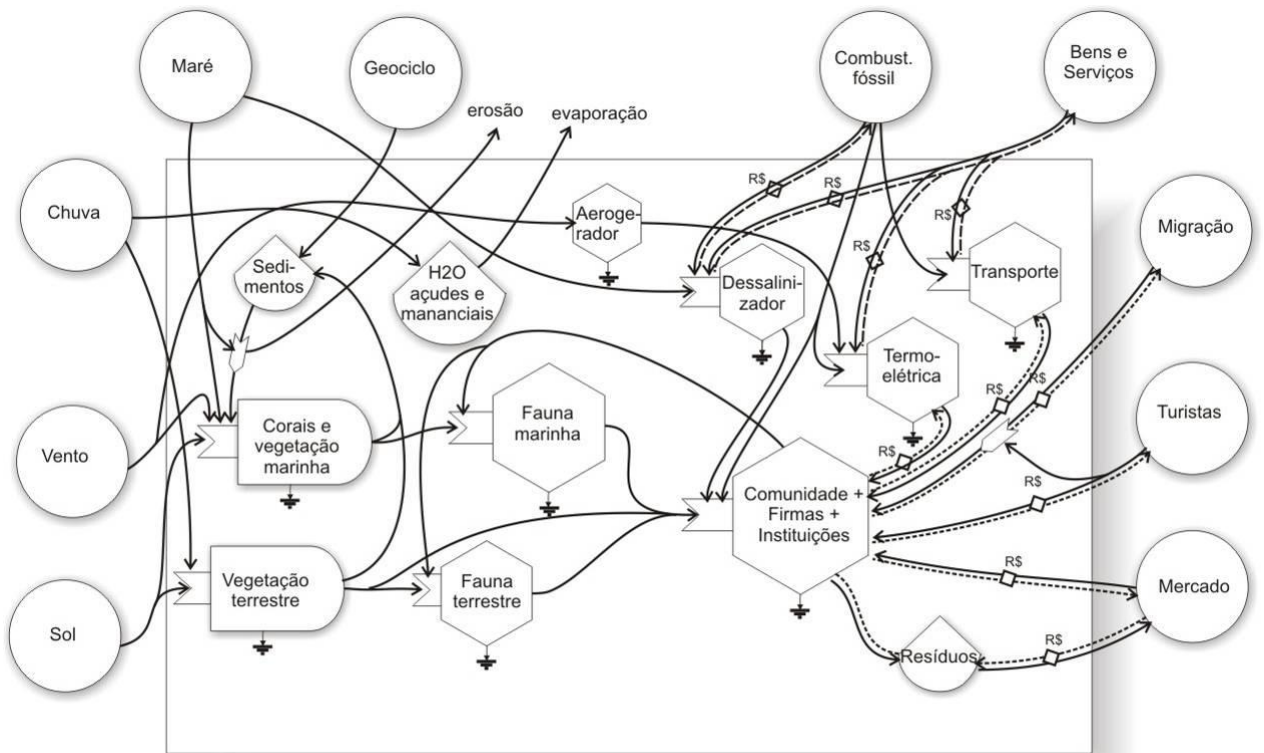 Maré
Geociclo
Combust.
fóssil
Bens e
Serviços
erosão
evaporação
Chuva
R$
R$
Aeroge-
rador
R$
Migração
Sedi-
mentos
H2O
açudes e
mananciais
R$
Dessalini-
zador
Transporte
Termo-
elétrica
R$
R$
Vento
Corais e
vegetação
marinha
Fauna
marinha
R$
Turistas
Comunidade +
Firmas +
Instituições
R$
Vegetação
terrestre
Fauna
terrestre
R$
Mercado
Sol
R$
Resíduos